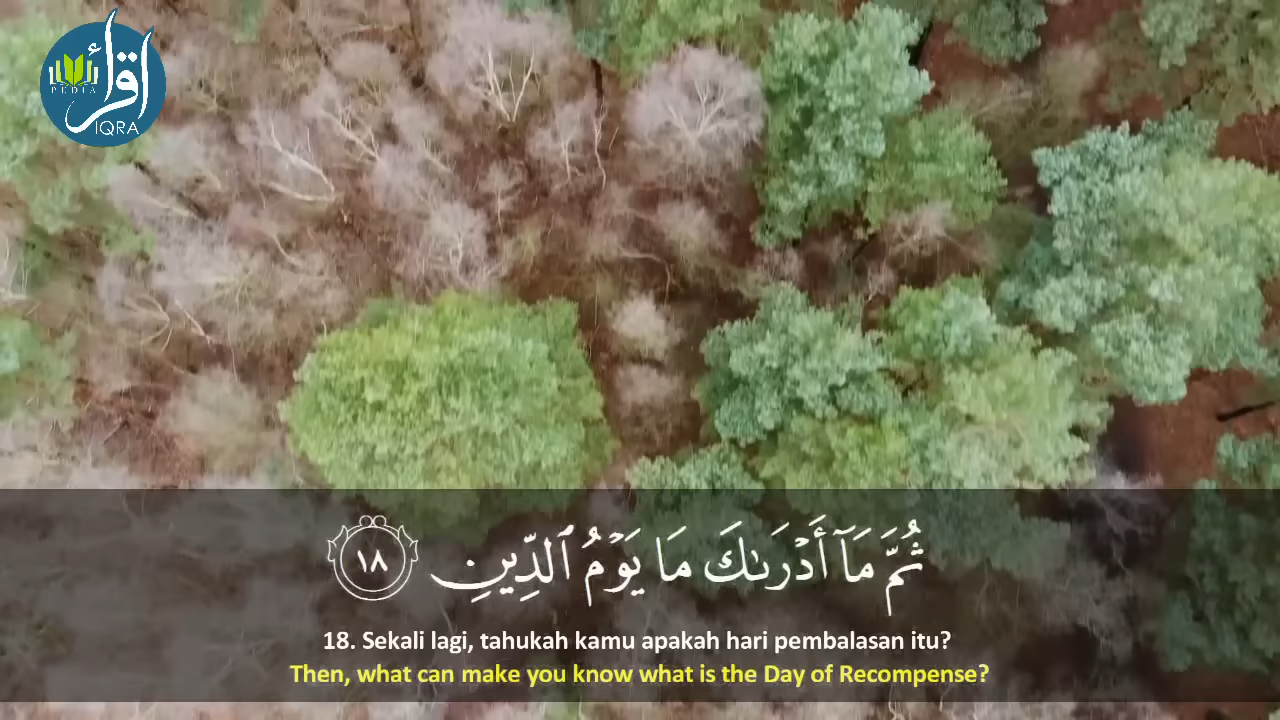 اقرأ
PEDIA
IQRA
ثُمَّ مَآ أَدْرَىٰكَ مَا يَوْمُ ٱلدِّينِ ١٨
18. Sekali lagi, tahukah kamu apakah hari pembalasan itu?
Then, what can make you know what is the Day of Recompense?